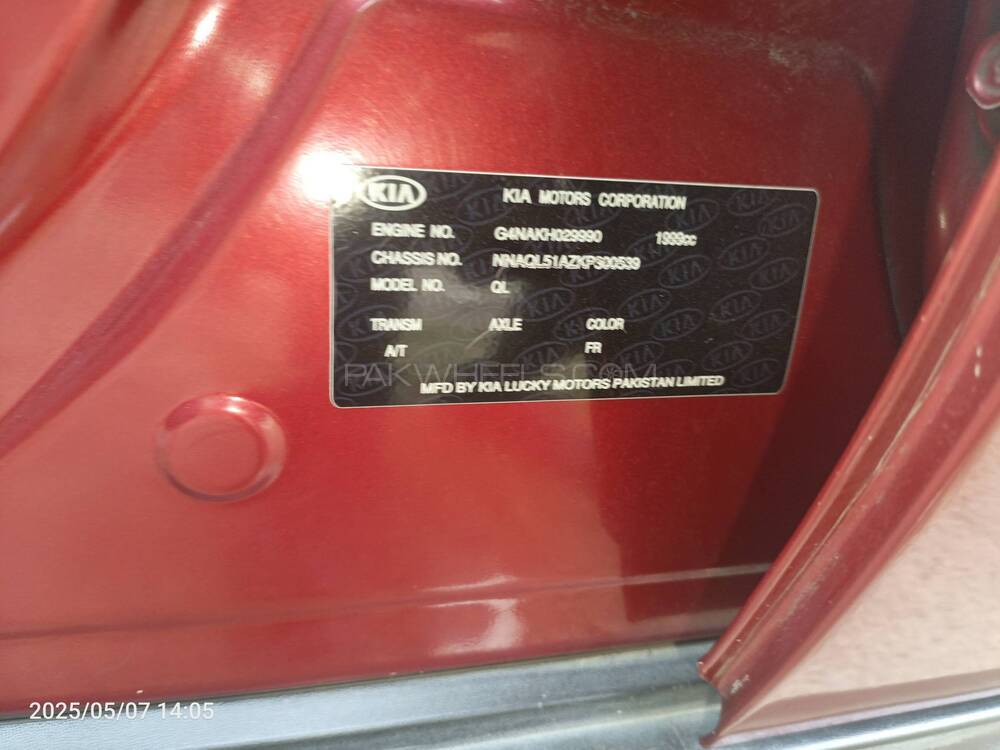 KIA KIA MOTORS CORPORATION
ENGINE NO. G4NAKH029990 1999cc
CHASSIS NO. NNAQL51AZKP300539
MODEL NO. QL
TRANSM AXLE COLOR
A/T FR
PAKWHEELS.COM
MFD BY KIA LUCKY MOTORS PAKISTAN LIMITED
2025/05/07 14:05